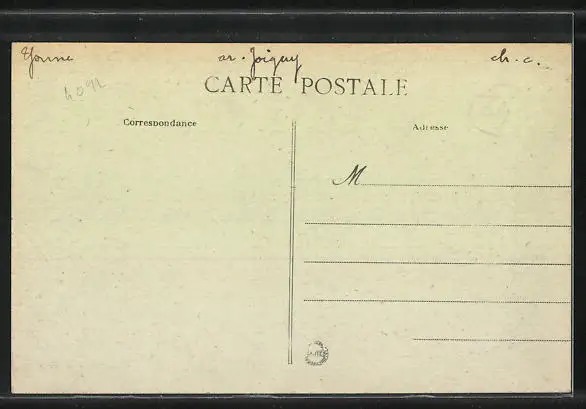 Yonne ar. Joigny ch. c.
4092
CARTE POSTALE
Correspondance Adresse
M